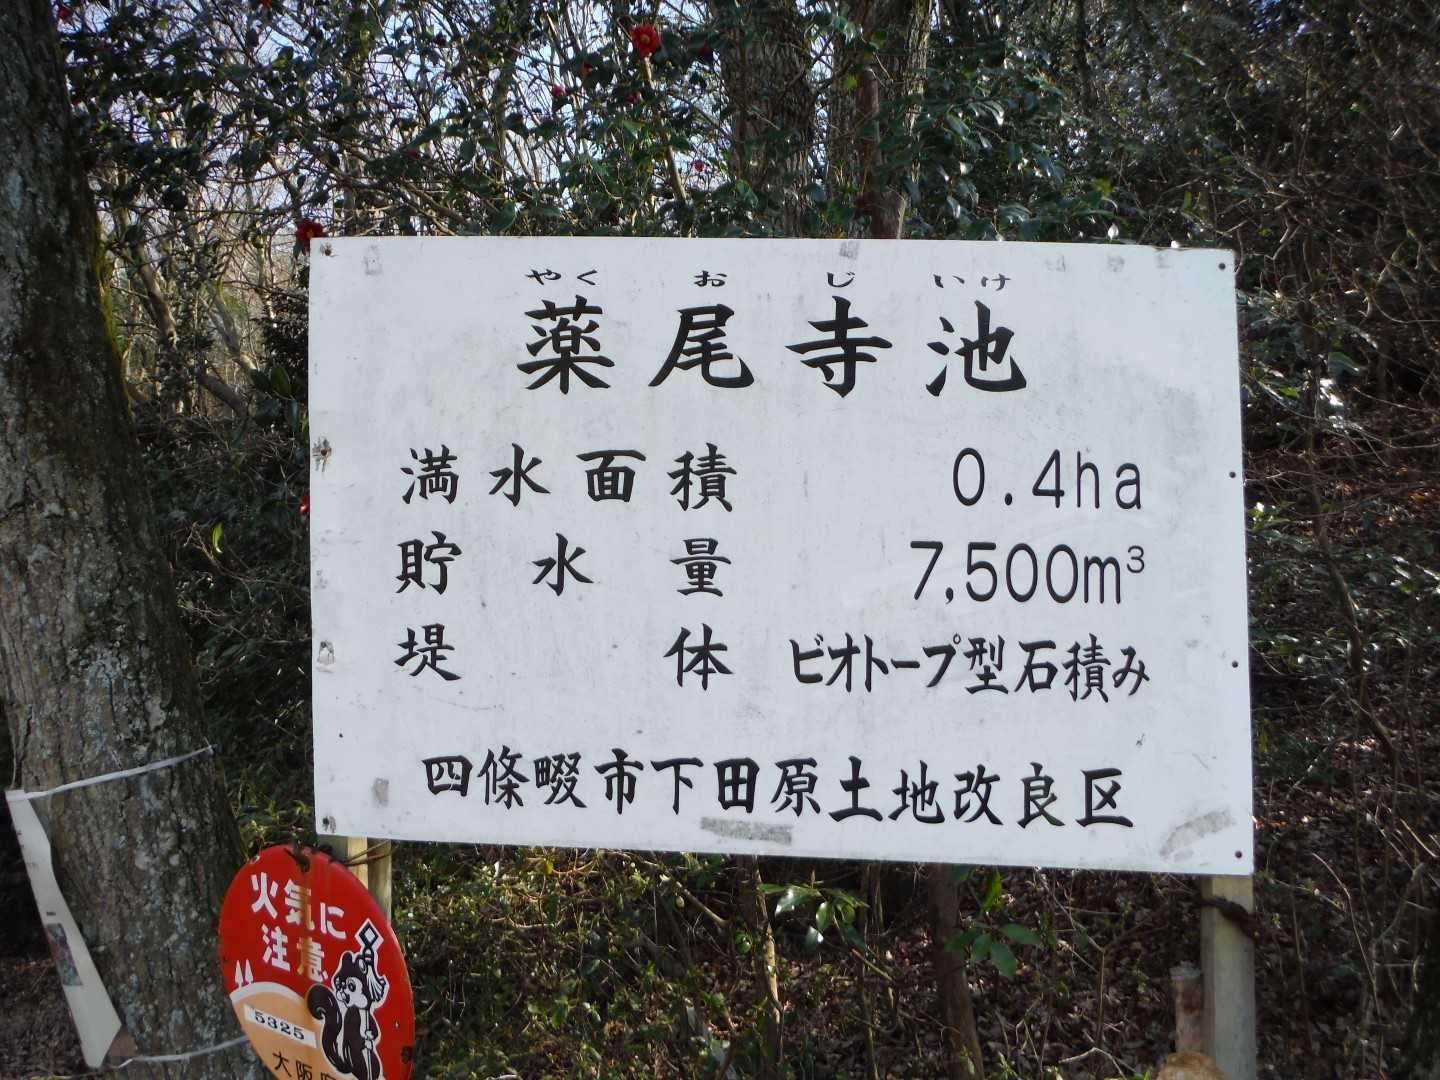 やく お じ いけ
薬尾寺池
満水面積 0.4ha
貯水量 7,500m³
堤体 ビオトープ型石積み
四條畷市下田原土地改良区
火気に
注意
5325
大阪